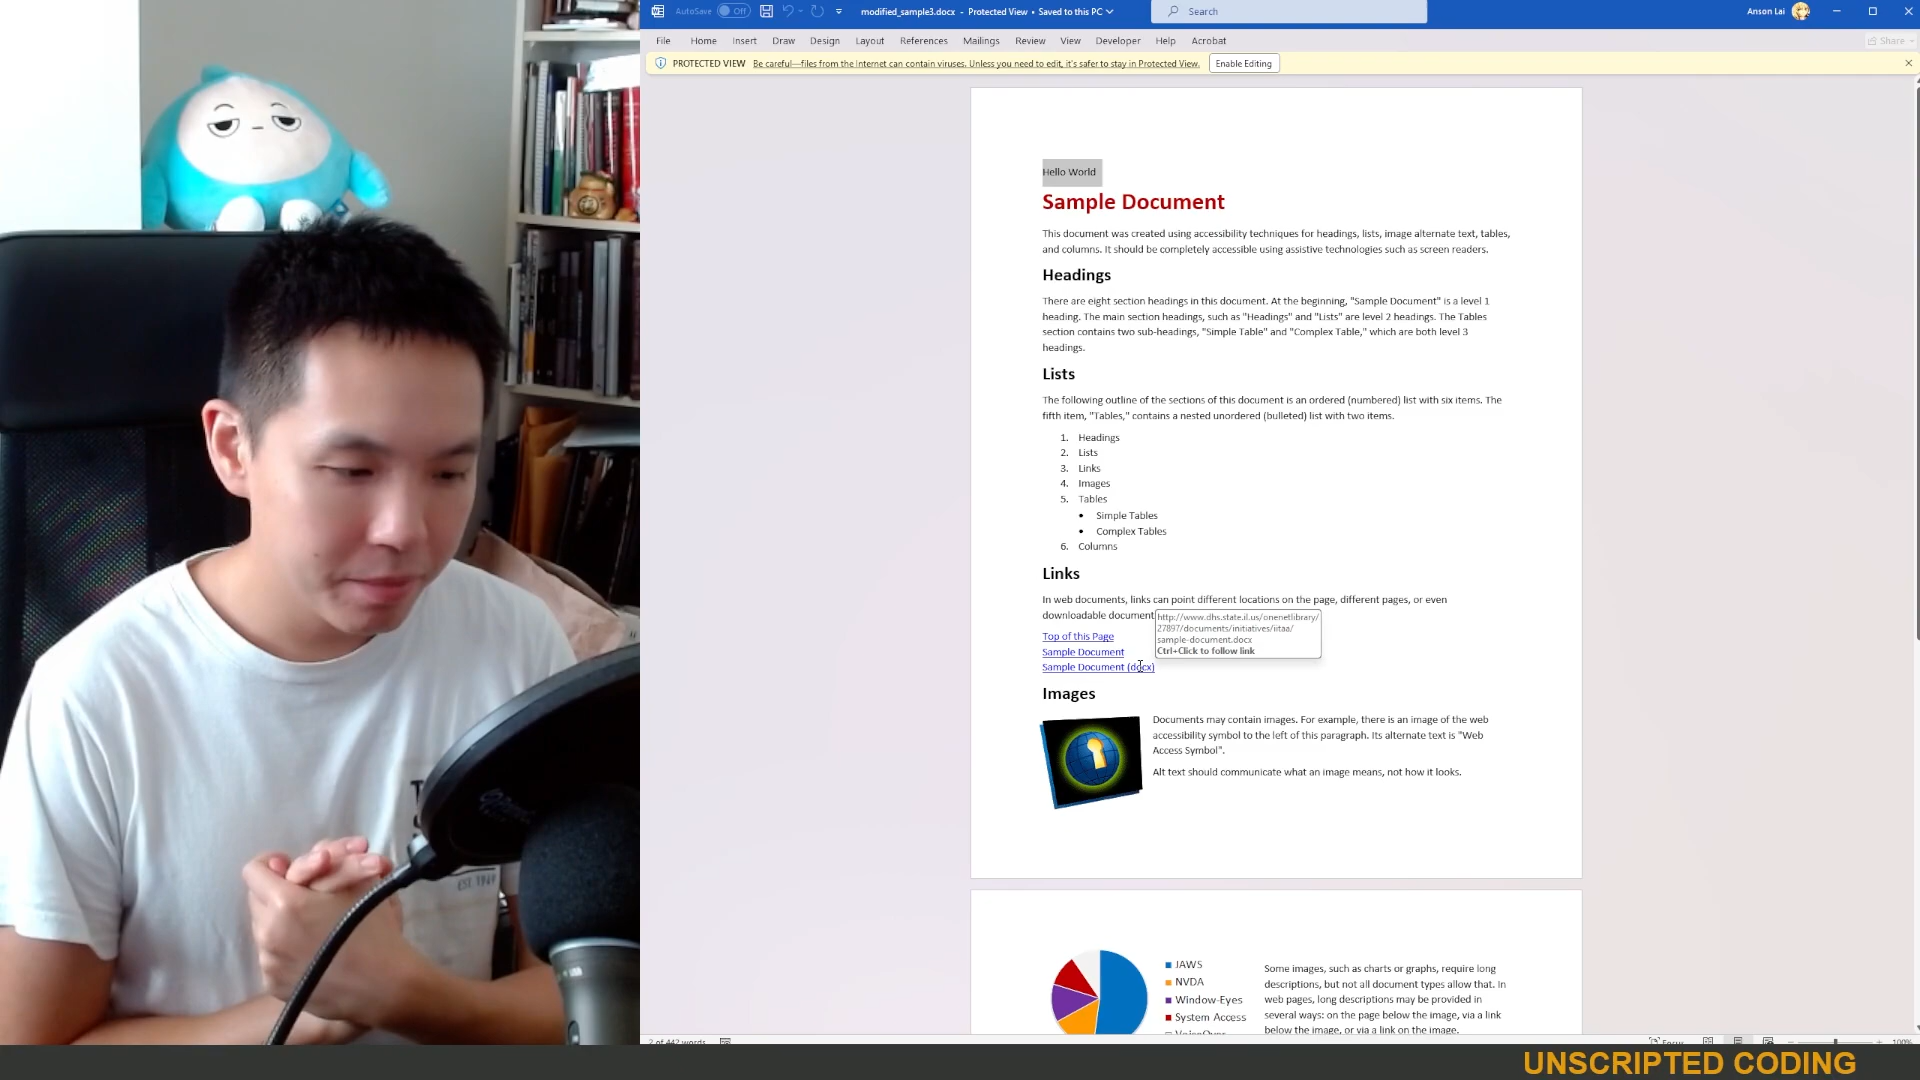 AutoSave Off modified_sample3.docx - Protected View • Saved to this PC Search Anson Lai
File Home Insert Draw Design Layout References Mailings Review View Developer Help Acrobat Share
PROTECTED VIEW Be careful—files from the Internet can contain viruses. Unless you need to edit, it's safer to stay in Protected View. Enable Editing
Hello World
Sample Document
This document was created using accessibility techniques for headings, lists, image alternate text, tables,
and columns. It should be completely accessible using assistive technologies such as screen readers.
Headings
There are eight section headings in this document. At the beginning, "Sample Document" is a level 1
heading. The main section headings, such as "Headings" and "Lists" are level 2 headings. The Tables
section contains two sub-headings, "Simple Table" and "Complex Table," which are both level 3
headings.
Lists
The following outline of the sections of this document is an ordered (numbered) list with six items. The
fifth item, "Tables," contains a nested unordered (bulleted) list with two items.
1. Headings
2. Lists
3. Links
4. Images
5. Tables
• Simple Tables
• Complex Tables
6. Columns
Links
In web documents, links can point different locations on the page, different pages, or even
downloadable document
http://www.dhs.state.il.us/onenetlibrary/
27897/documents/initiatives/iitaa/
sample-document.docx
Ctrl+Click to follow link
Top of this Page
Sample Document
Sample Document (docx)
Images
Documents may contain images. For example, there is an image of the web
accessibility symbol to the left of this paragraph. Its alternate text is "Web
Access Symbol".
Alt text should communicate what an image means, not how it looks.
JAWS
NVDA
Window-Eyes
System Access
VoiceOver
Some images, such as charts or graphs, require long
descriptions, but not all document types allow that. In
web pages, long descriptions may be provided in
several ways: on the page below the image, via a link
below the image, or via a link on the image.
2 of 442 words Focus 100%
EST. 1949
UNSCRIPTED CODING